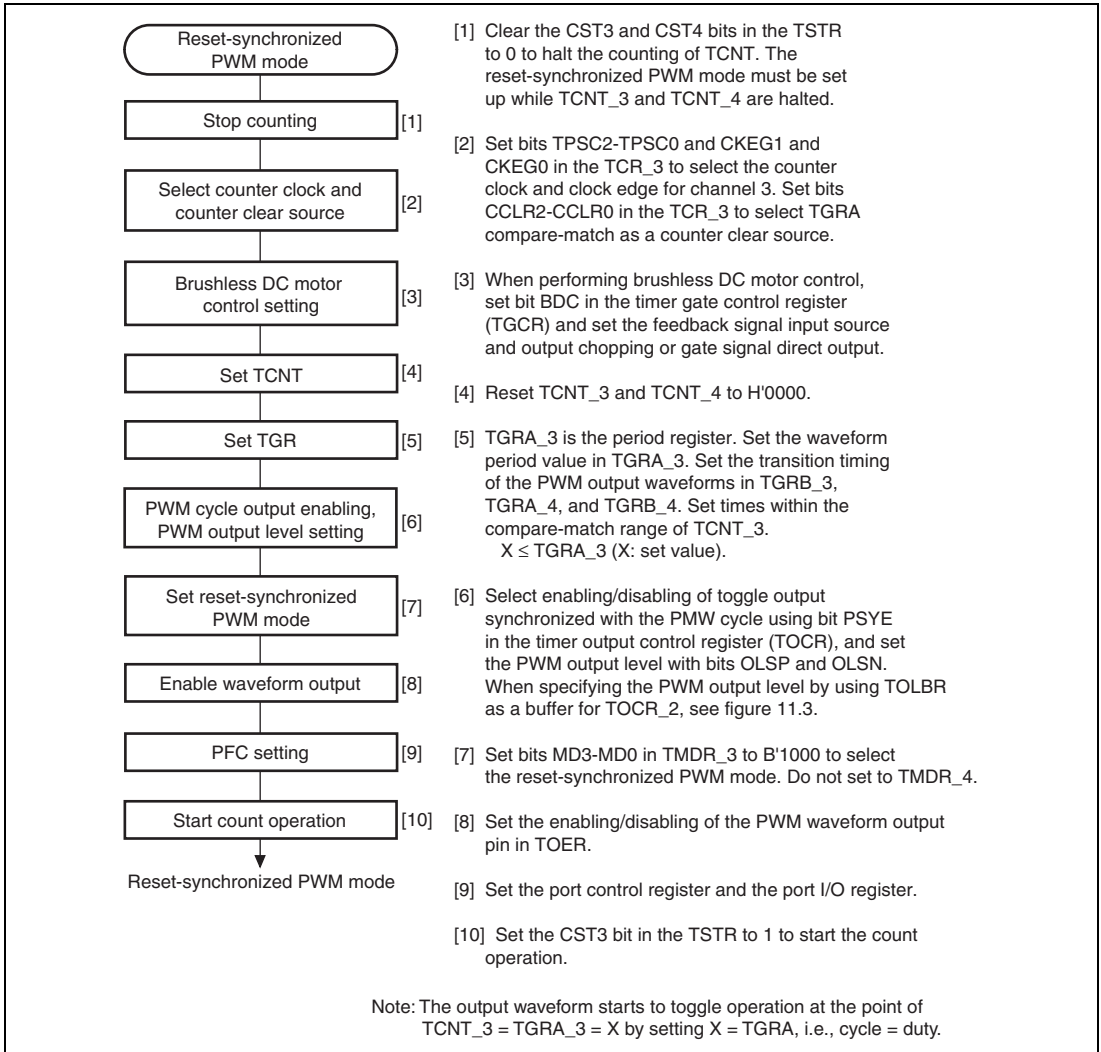 Reset-synchronized
PWM mode
Stop counting
[1]
Select counter clock and
counter clear source
[2]
Brushless DC motor
control setting
[3]
Set TCNT
[4]
Set TGR
[5]
PWM cycle output enabling,
PWM output level setting
[6]
Set reset-synchronized
PWM mode
[7]
Enable waveform output
[8]
PFC setting
[9]
Start count operation
[10]
Reset-synchronized PWM mode
[1] Clear the CST3 and CST4 bits in the TSTR
to 0 to halt the counting of TCNT. The
reset-synchronized PWM mode must be set
up while TCNT_3 and TCNT_4 are halted.
[2] Set bits TPSC2-TPSC0 and CKEG1 and
CKEG0 in the TCR_3 to select the counter
clock and clock edge for channel 3. Set bits
CCLR2-CCLR0 in the TCR_3 to select TGRA
compare-match as a counter clear source.
[3] When performing brushless DC motor control,
set bit BDC in the timer gate control register
(TGCR) and set the feedback signal input source
and output chopping or gate signal direct output.
[4] Reset TCNT_3 and TCNT_4 to H'0000.
[5] TGRA_3 is the period register. Set the waveform
period value in TGRA_3. Set the transition timing
of the PWM output waveforms in TGRB_3,
TGRA_4, and TGRB_4. Set times within the
compare-match range of TCNT_3.
X ≤ TGRA_3 (X: set value).
[6] Select enabling/disabling of toggle output
synchronized with the PMW cycle using bit PSYE
in the timer output control register (TOCR), and set
the PWM output level with bits OLSP and OLSN.
When specifying the PWM output level by using TOLBR
as a buffer for TOCR_2, see figure 11.3.
[7] Set bits MD3-MD0 in TMDR_3 to B'1000 to select
the reset-synchronized PWM mode. Do not set to TMDR_4.
[8] Set the enabling/disabling of the PWM waveform output
pin in TOER.
[9] Set the port control register and the port I/O register.
[10] Set the CST3 bit in the TSTR to 1 to start the count
operation.
Note: The output waveform starts to toggle operation at the point of
TCNT_3 = TGRA_3 = X by setting X = TGRA, i.e., cycle = duty.